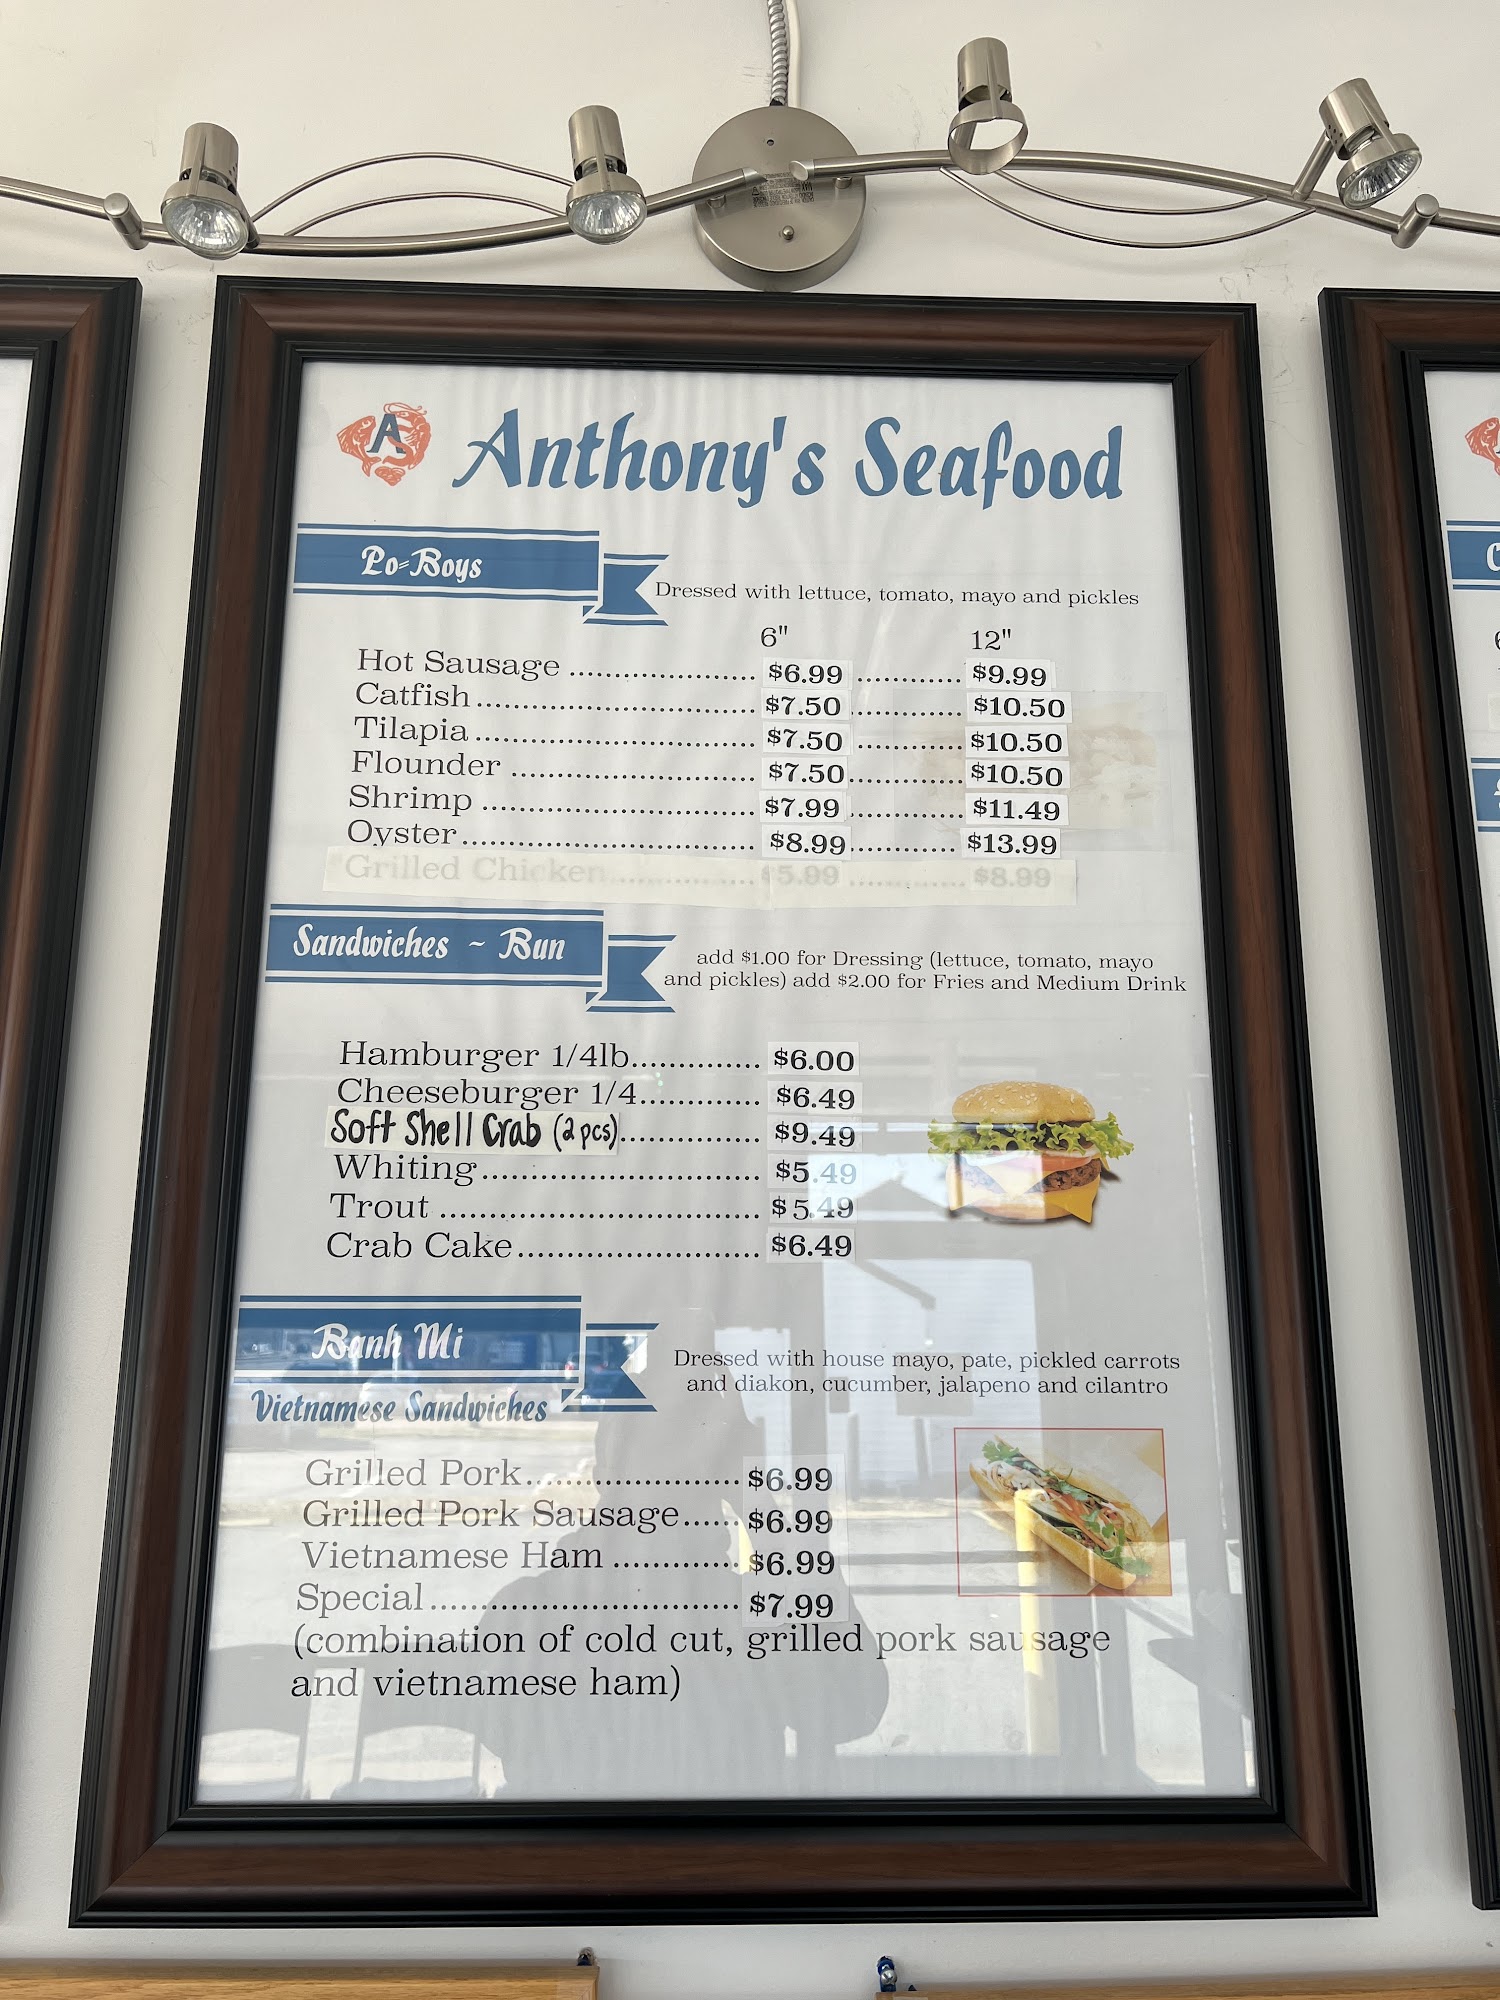 AS Anthony's Seafood
Po=Boys
Dressed with lettuce, tomato, mayo and pickles
6" 12"
Hot Sausage ..................... $6.99 ............ $9.99
Catfish .............................. $7.50 ............ $10.50
Tilapia .............................. $7.50 ............ $10.50
Flounder .......................... $7.50 ............ $10.50
Shrimp ............................. $7.99 ............ $11.49
Oyster ............................... $8.99 ............ $13.99
Grilled Chicken ............... $5.99 ............ $8.99
Sandwiches ~ Bun
add $1.00 for Dressing (lettuce, tomato, mayo
and pickles) add $2.00 for Fries and Medium Drink
Hamburger 1/4lb.............. $6.00
Cheeseburger 1/4............. $6.49
Soft Shell Crab (2 pcs)............... $9.49
Whiting.............................. $5.49
Trout .................................. $5.49
Crab Cake.......................... $6.49
Banh Mi
Vietnamese Sandwiches
Dressed with house mayo, pate, pickled carrots
and diakon, cucumber, jalapeno and cilantro
Grilled Pork....................... $6.99
Grilled Pork Sausage...... $6.99
Vietnamese Ham ............. $6.99
Special ................................ $7.99
(combination of cold cut, grilled pork sausage
and vietnamese ham)